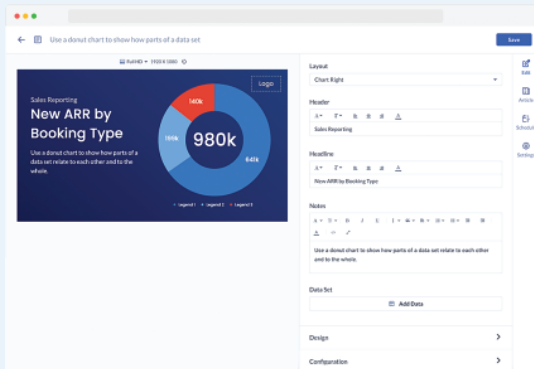 Use a donut chart to show how parts of a data set
Save
Full HD 1920 X 1080
Layout
Chart Right
Header
Sales Reporting
Headline
New ARR by Booking Type
Notes
Use a donut chart to show how parts of a data set relate to each other
and to the whole.
Data Set
Add Data
Design
Configuration
Edit
Article
Schedule
Settings
Sales Reporting
New ARR by
Booking Type
Use a donut chart to show how parts of a
data set relate to each other and to the
whole.
Logo
140k
980k
641k
Legend 1
Legend 2
Legend 3